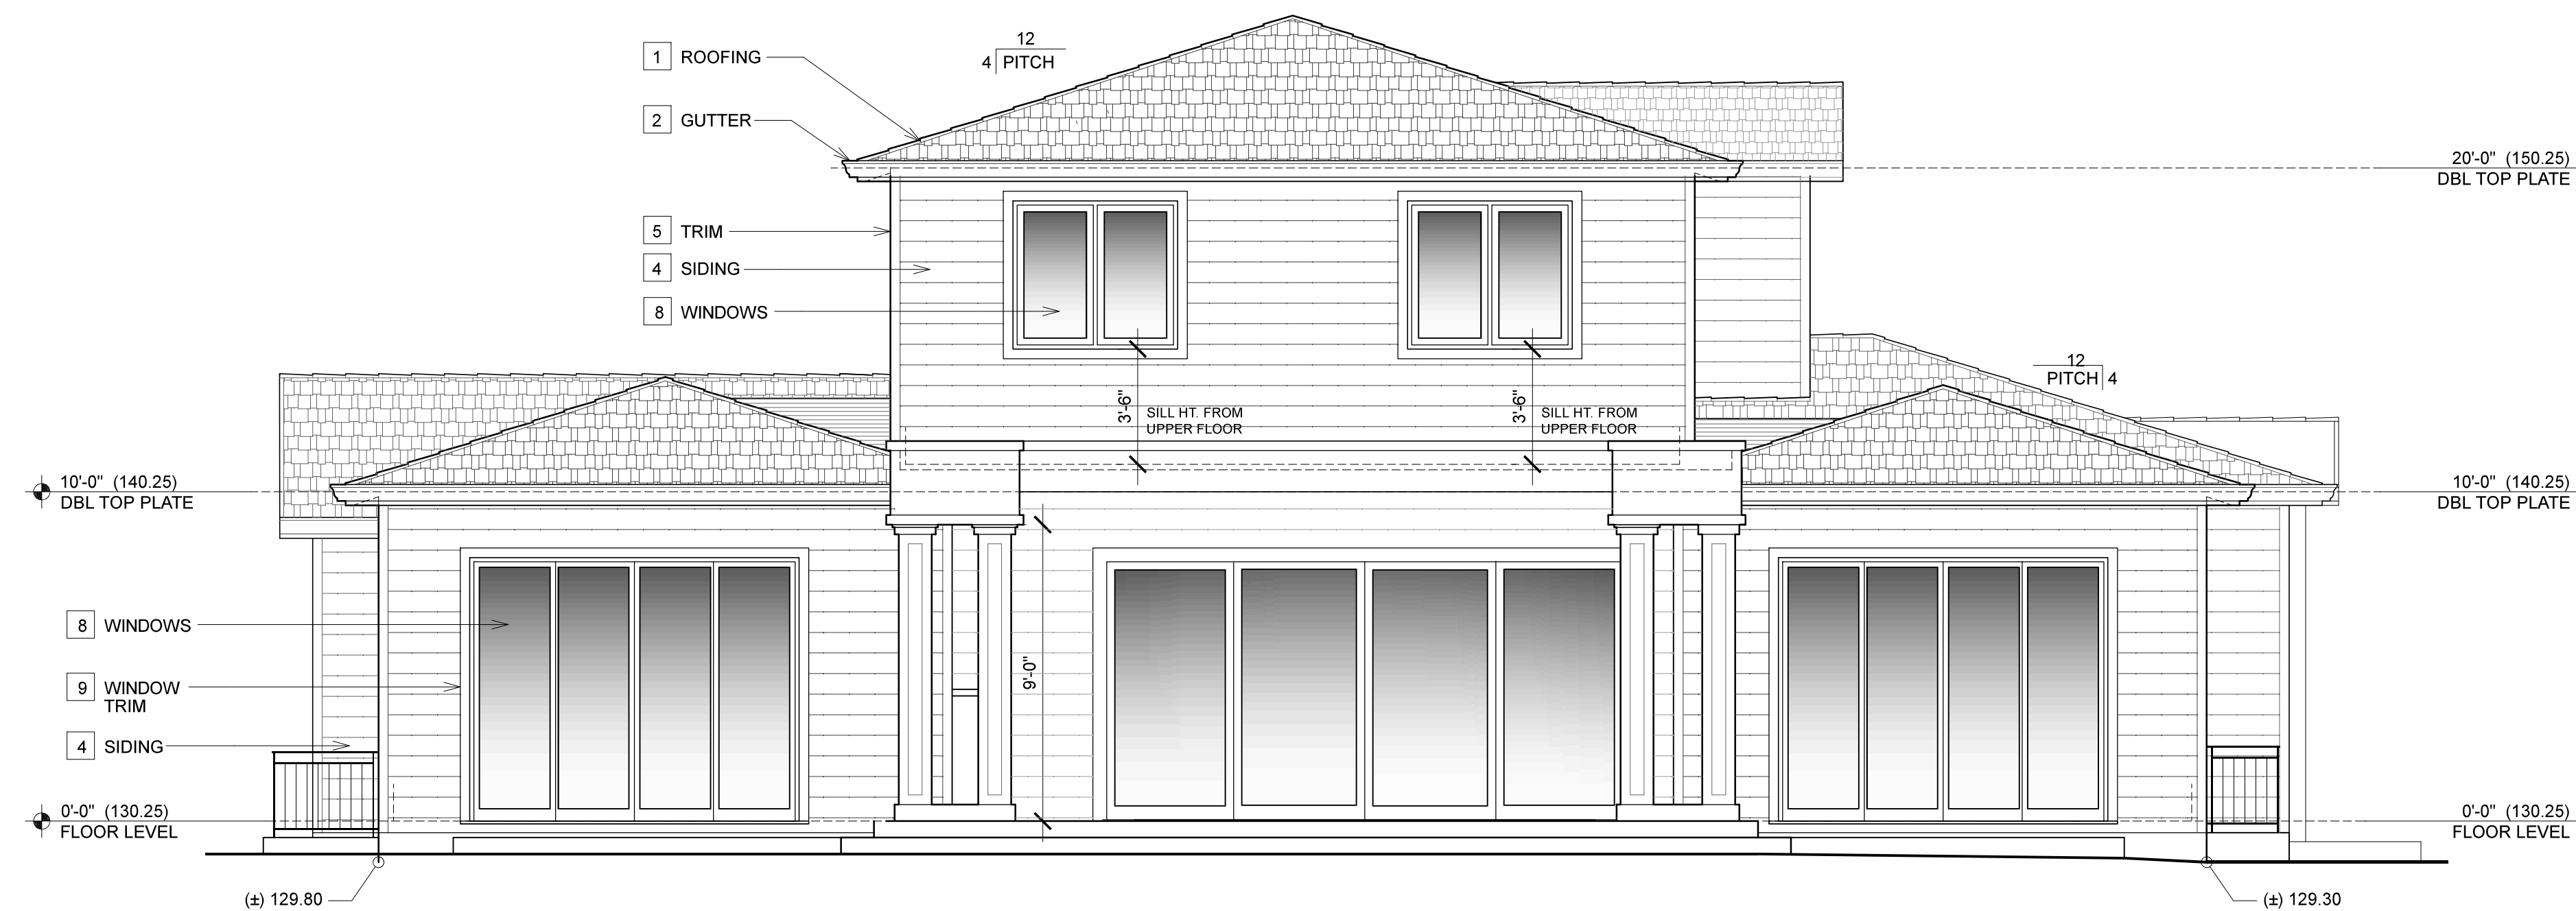 12
4 PITCH
1 ROOFING
2 GUTTER
20'-0" (150.25)
DBL TOP PLATE
5 TRIM
4 SIDING
8 WINDOWS
12
PITCH 4
3'-6"
SILL HT. FROM
UPPER FLOOR
3'-6"
SILL HT. FROM
UPPER FLOOR
10'-0" (140.25)
DBL TOP PLATE
10'-0" (140.25)
DBL TOP PLATE
8 WINDOWS
9'-0"
9 WINDOW
TRIM
4 SIDING
0'-0" (130.25)
FLOOR LEVEL
0'-0" (130.25)
FLOOR LEVEL
(±) 129.80
(±) 129.30